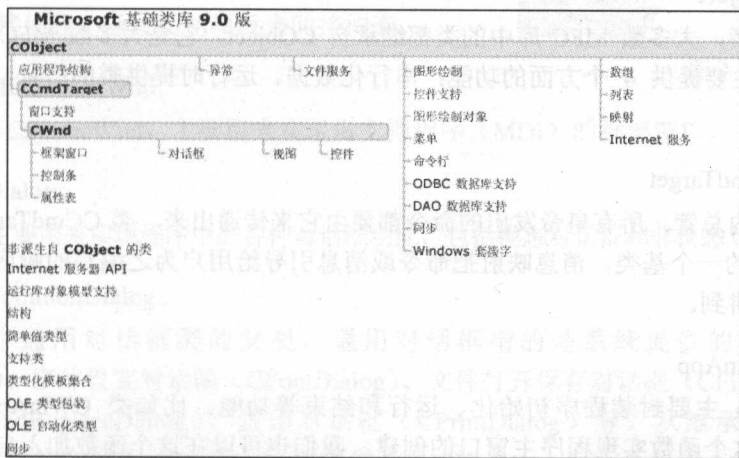 Microsoft 基础类库 9.0 版
CObject
应用程序结构
异常
文件服务
图形绘制
数组
CCmdTarget
控件支持
列表
窗口支持
图形绘制对象
映射
CWnd
菜单
Internet 服务
框架窗口
对话框
视图
控件
命令行
控制条
ODBC 数据库支持
属性表
DAO 数据库支持
同步
Windows 套接字
非派生自 CObject 的类
Internet 服务器 API
运行库对象模型支持
结构
简单值类型
支持类
类型化模板集合
OLE 类型包装
OLE 自动化类型
同步